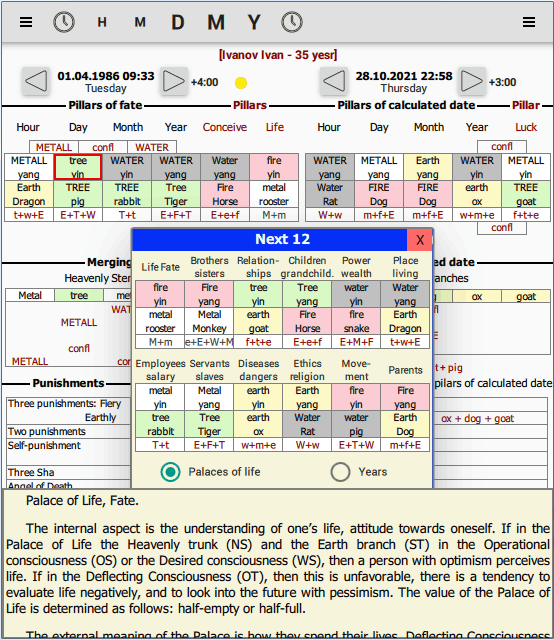 H M D M Y
[Ivanov Ivan - 35 yesr]
01.04.1986 09:33 +4:00 28.10.2021 22:58 +3:00
Tuesday Thursday
Pillars of fate Pillars Pillars of calculated date Pillar
Hour Day Month Year Conceive Life Hour Day Month Year Luck
METALL confl WATER confl
METALL tree WATER WATER Water fire WATER METALL Earth WATER METALL
yang yin yin yang yang yin yang yang yang yin yin
Earth TREE TREE Tree Fire metal Water FIRE FIRE earth TREE
Dragon pig rabbit Tiger Horse rooster Rat Dog Dog ox goat
t+w+E E+T+W T+t E+F+T E+e+f M+m W+w m+f+E m+f+E w+m+e f+t+e
confl
Merging
Next 12 X
ed date
Heavenly Ster
anches
Life Fate Brothers sisters Relation- ships Children grandchild. Power wealth Place living
Metal tree met
ox goat
fire Fire tree Tree water Water
yin yang yin yang yin yang
metal Metal earth Fire fire Earth
rooster Monkey goat Horse snake Dragon
M+m e+E+W+M f+t+e E+e+f E+M+F t+w+E
WAT
METALL
confl
METALL con
t + pig
Employees salary Servants slaves Diseases dangers Ethics religion Move- ment Parents
metal Metal earth Earth fire Fire
yin yang yin yang yin yang
tree Tree earth Water water Earth
rabbit Tiger ox Rat pig Dog
T+t E+F+T w+m+e W+w E+T+W m+f+E
Punishments
pillars of calculated date
Three punishments: Fiery
Earthly
ox + dog + goat
Two punishments
Self-punishment
Three Sha
Angel of Death
Palaces of life Years
Palace of Life, Fate.
The internal aspect is the understanding of one's life, attitude towards oneself. If in the
Palace of Life the Heavenly trunk (NS) and the Earth branch (ST) in the Operational
consciousness (OS) or the Desired consciousness (WS), then a person with optimism perceives
life. If in the Deflecting Consciousness (OT), then this is unfavorable, there is a tendency to
evaluate life negatively, and to look into the future with pessimism. The value of the Palace of
Life is determined as follows: half-empty or half-full.
The external meaning of the Palace is how they spend their lives. Deflecting Consciousness